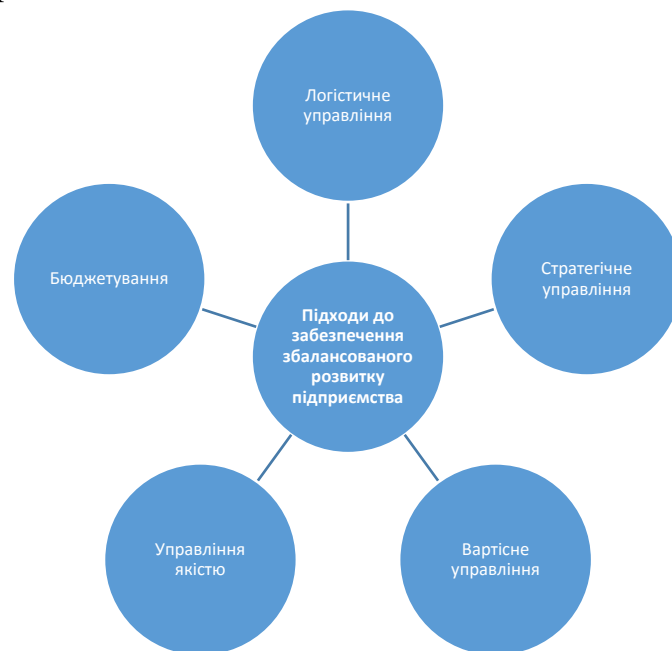 Логістичне
управління
Стратегічне
управління
Бюджетування
Підходи до
забезпечення
збалансованого
розвитку
підприємства
Управління
якістю
Вартісне
управління